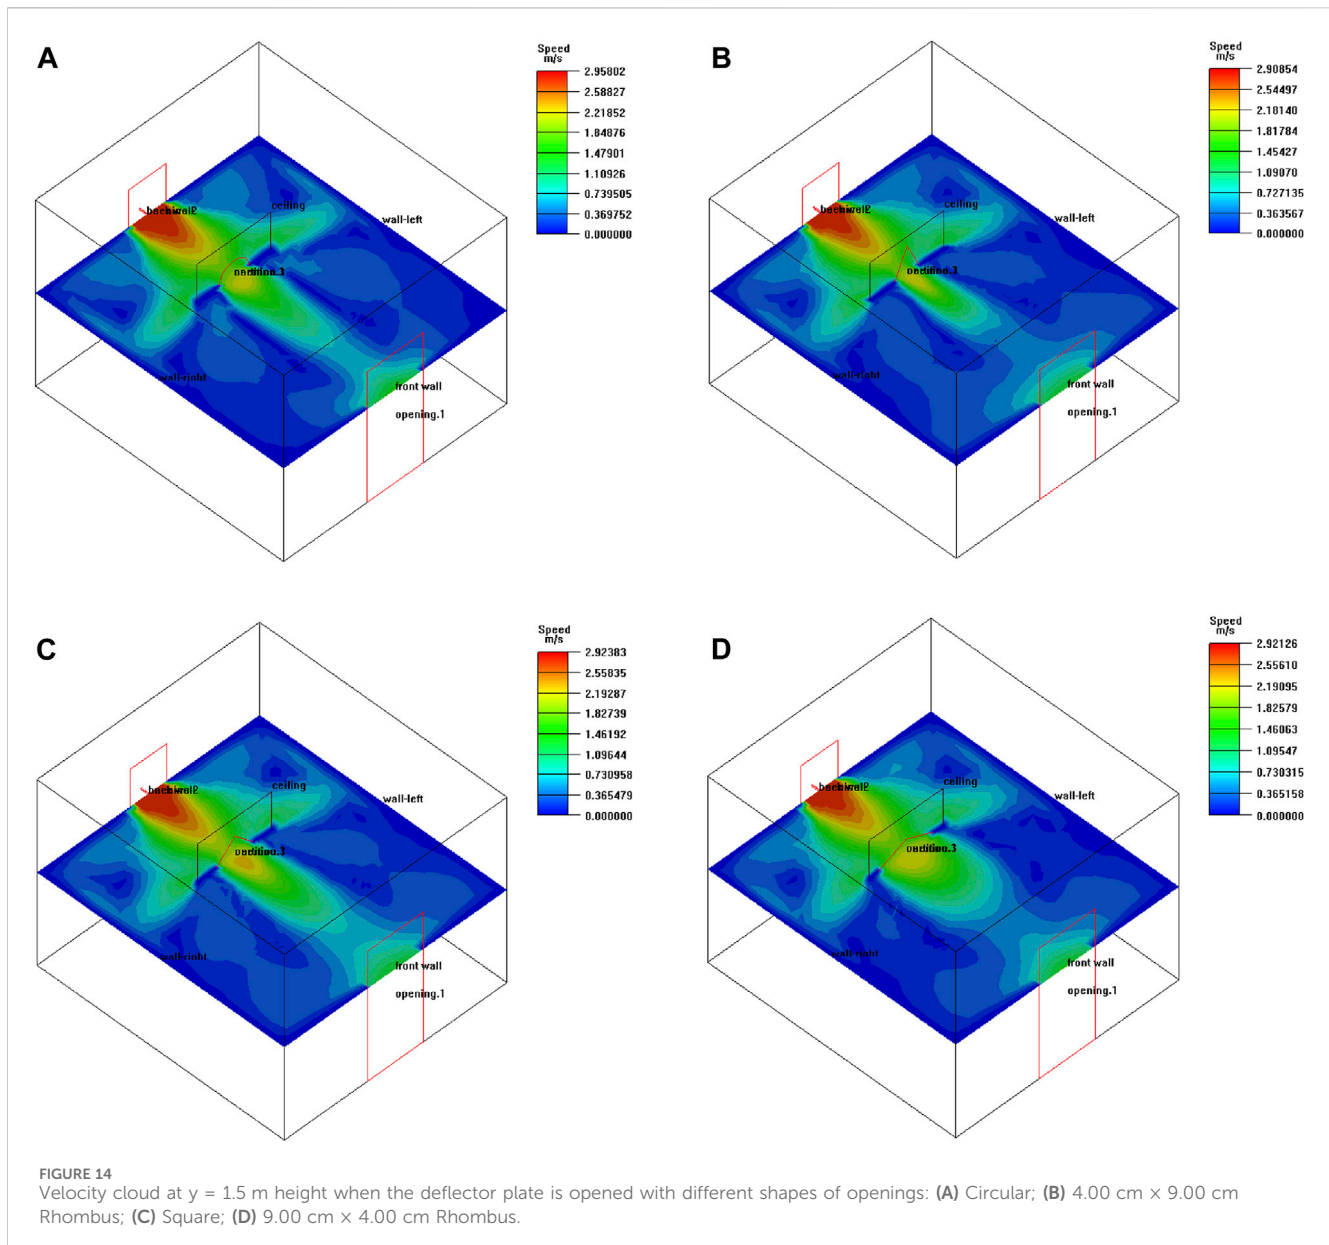 A
Speed
m/s
2.95802
2.58827
2.21852
1.84876
1.47901
1.10926
0.739505
0.369752
0.000000
ceiling
wall-left
wall-right
front wall
opening.1
B
Speed
m/s
2.90854
2.54497
2.18140
1.81784
1.45427
1.09070
0.727135
0.363567
0.000000
ceiling
wall-left
wall-right
front wall
opening.1
C
Speed
m/s
2.92383
2.55835
2.19287
1.82739
1.46192
1.09644
0.730958
0.365479
0.000000
ceiling
wall-left
wall-right
front wall
opening.1
D
Speed
m/s
2.92126
2.55610
2.19095
1.82579
1.46063
1.09547
0.730315
0.365158
0.000000
ceiling
wall-left
wall-right
front wall
opening.1
FIGURE 14
Velocity cloud at y = 1.5 m height when the deflector plate is opened with different shapes of openings: (A) Circular; (B) 4.00 cm × 9.00 cm
Rhombus; (C) Square; (D) 9.00 cm × 4.00 cm Rhombus.